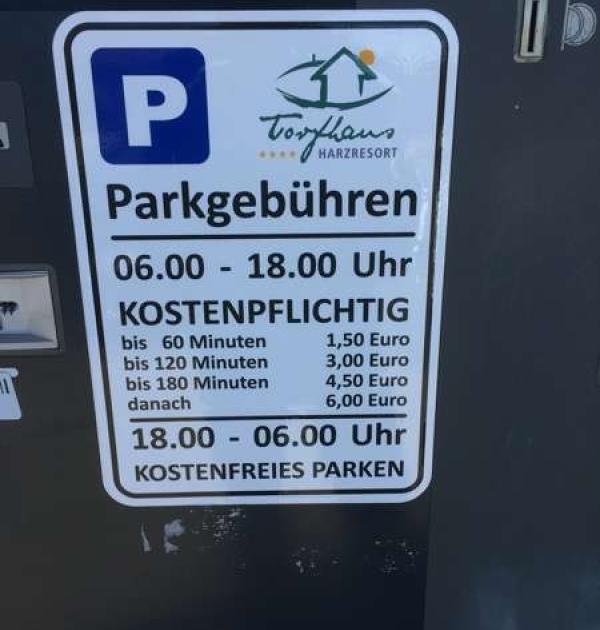 P
Torfhaus
HARZRESORT
Parkgebühren
06.00 - 18.00 Uhr
KOSTENPFLICHTIG
bis 60 Minuten 1,50 Euro
bis 120 Minuten 3,00 Euro
bis 180 Minuten 4,50 Euro
danach 6,00 Euro
18.00 - 06.00 Uhr
KOSTENFREIES PARKEN